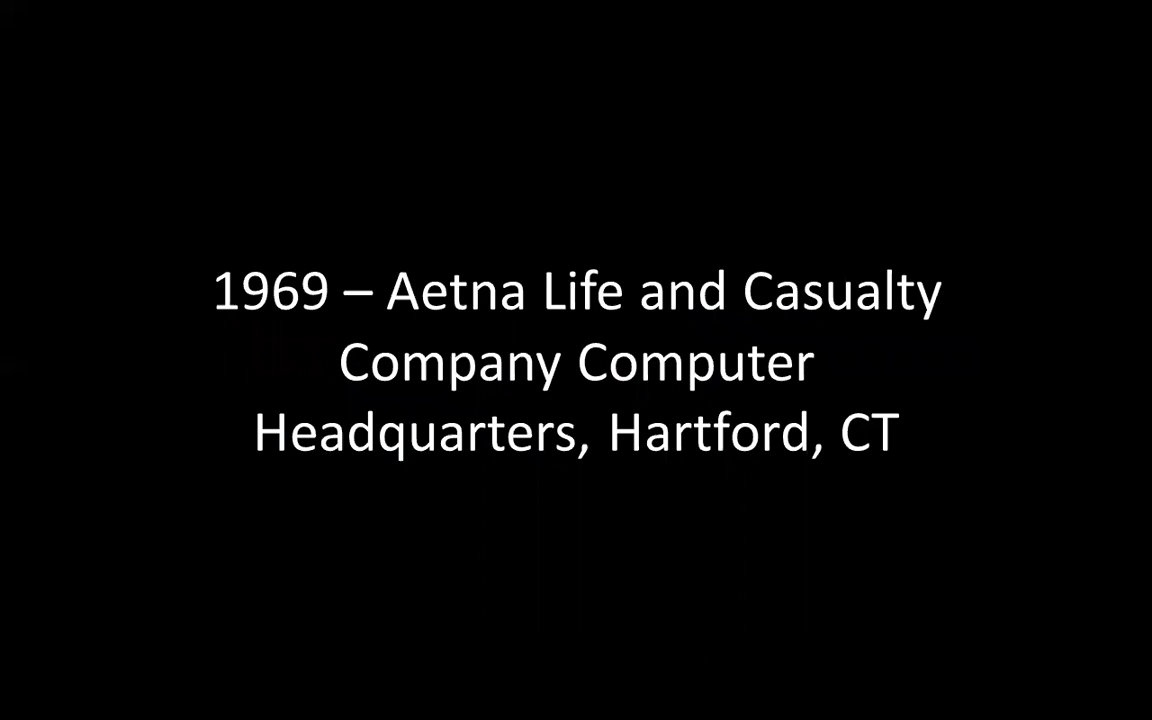 1969 – Aetna Life and Casualty
Company Computer
Headquarters, Hartford, CT